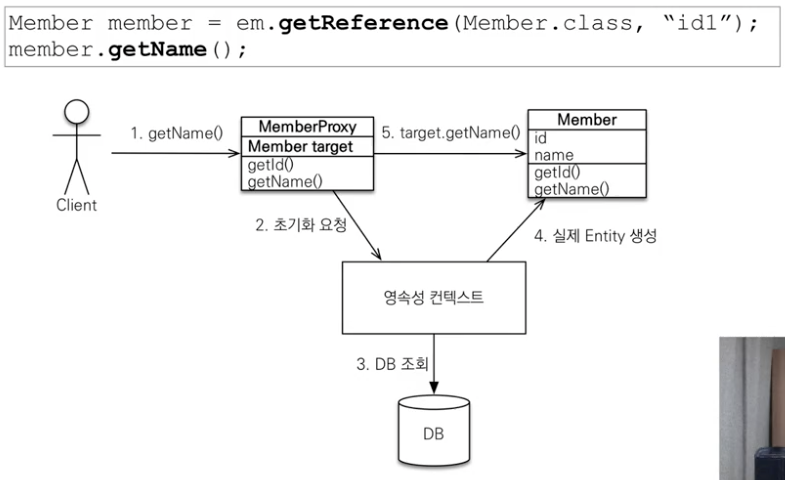 Member member = em.getReference(Member.class, “id1”);
member.getName();
1. getName()
MemberProxy
Member target
getId()
getName()
5. target.getName()
Member
id
name
getId()
getName()
Client
2. 초기화 요청
4. 실제 Entity 생성
영속성 컨텍스트
3. DB 조회
DB